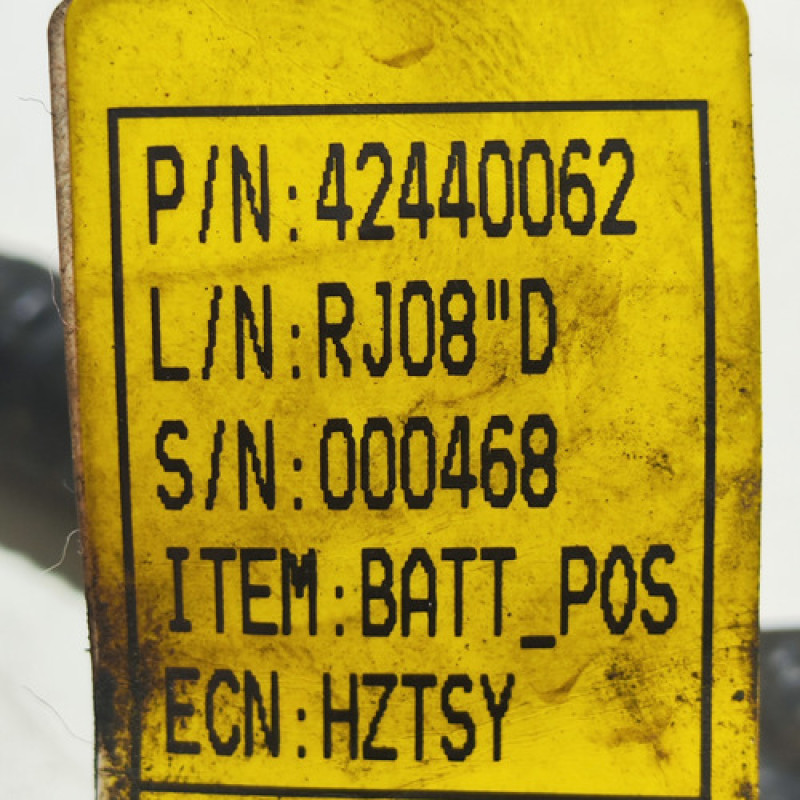 P/N:42440062
L/N:RJ08"D
S/N:000468
ITEM:BATT_POS
ECN:HZTSY